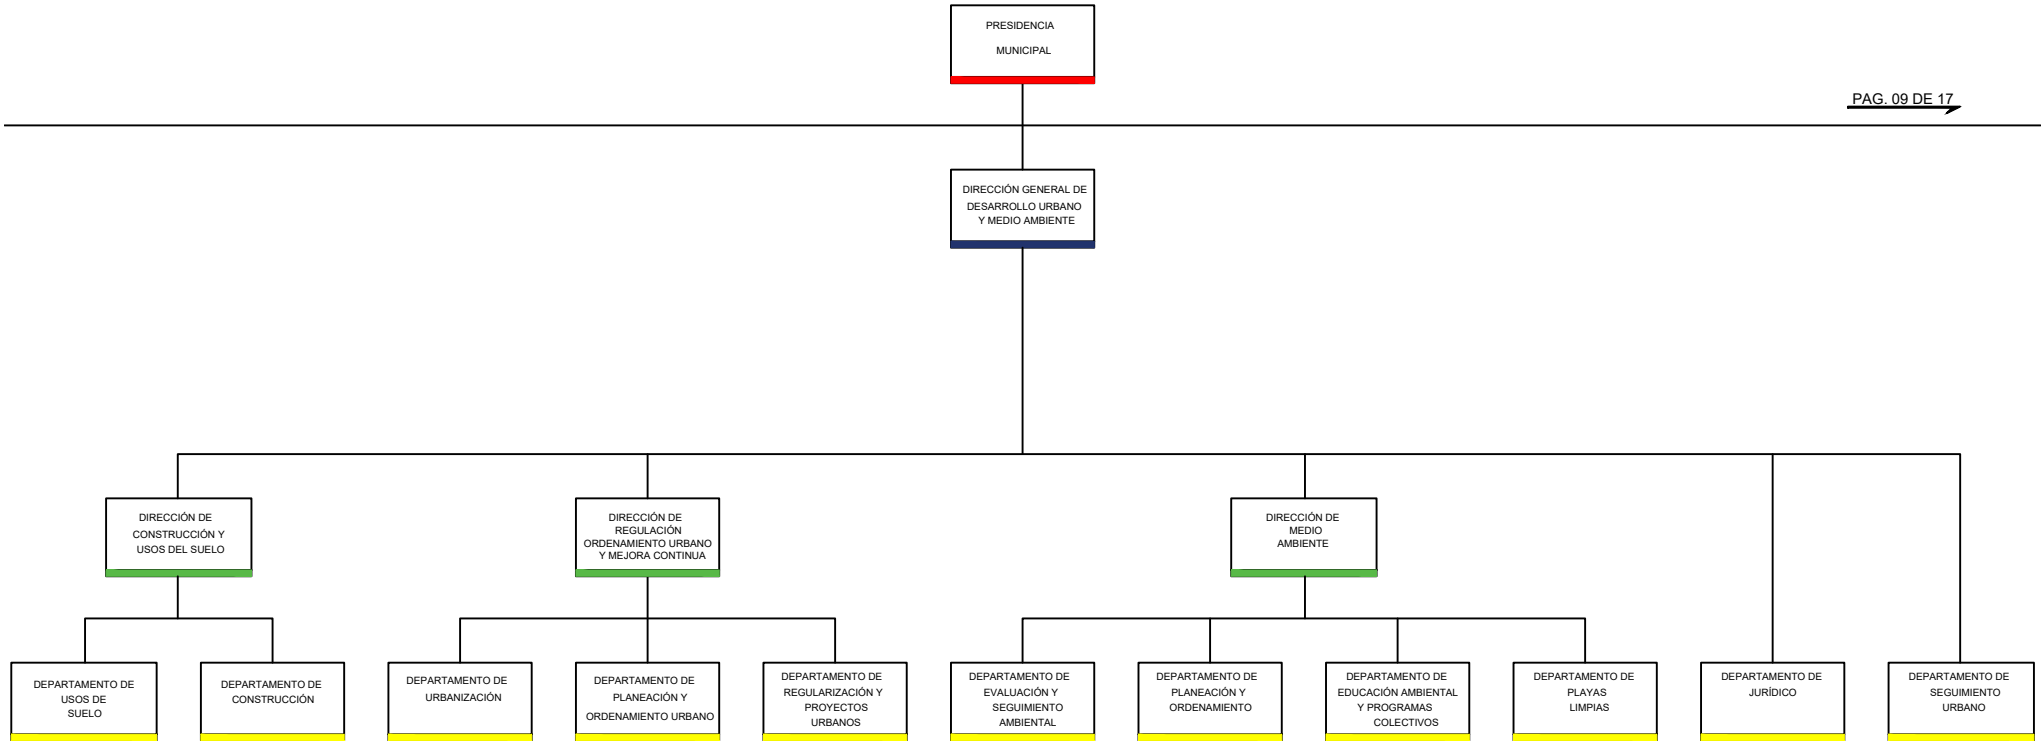 PRESIDENCIA
MUNICIPAL
PAG. 09 DE 17
DIRECCIÓN GENERAL DE
DESARROLLO URBANO
Y MEDIO AMBIENTE
DIRECCIÓN DE
CONSTRUCCIÓN Y
USOS DEL SUELO
DIRECCIÓN DE
REGULACIÓN
ORDENAMIENTO URBANO
Y MEJORA CONTINUA
DIRECCIÓN DE
MEDIO
AMBIENTE
DEPARTAMENTO DE
USOS DE
SUELO
DEPARTAMENTO DE
CONSTRUCCIÓN
DEPARTAMENTO DE
URBANIZACIÓN
DEPARTAMENTO DE
PLANEACIÓN Y
ORDENAMIENTO URBANO
DEPARTAMENTO DE
REGULARIZACIÓN Y
PROYECTOS
URBANOS
DEPARTAMENTO DE
EVALUACIÓN Y
SEGUIMIENTO
AMBIENTAL
DEPARTAMENTO DE
PLANEACIÓN Y
ORDENAMIENTO
DEPARTAMENTO DE
EDUCACIÓN AMBIENTAL
Y PROGRAMAS
COLECTIVOS
DEPARTAMENTO DE
PLAYAS
LIMPIAS
DEPARTAMENTO DE
JURÍDICO
DEPARTAMENTO DE
SEGUIMIENTO
URBANO